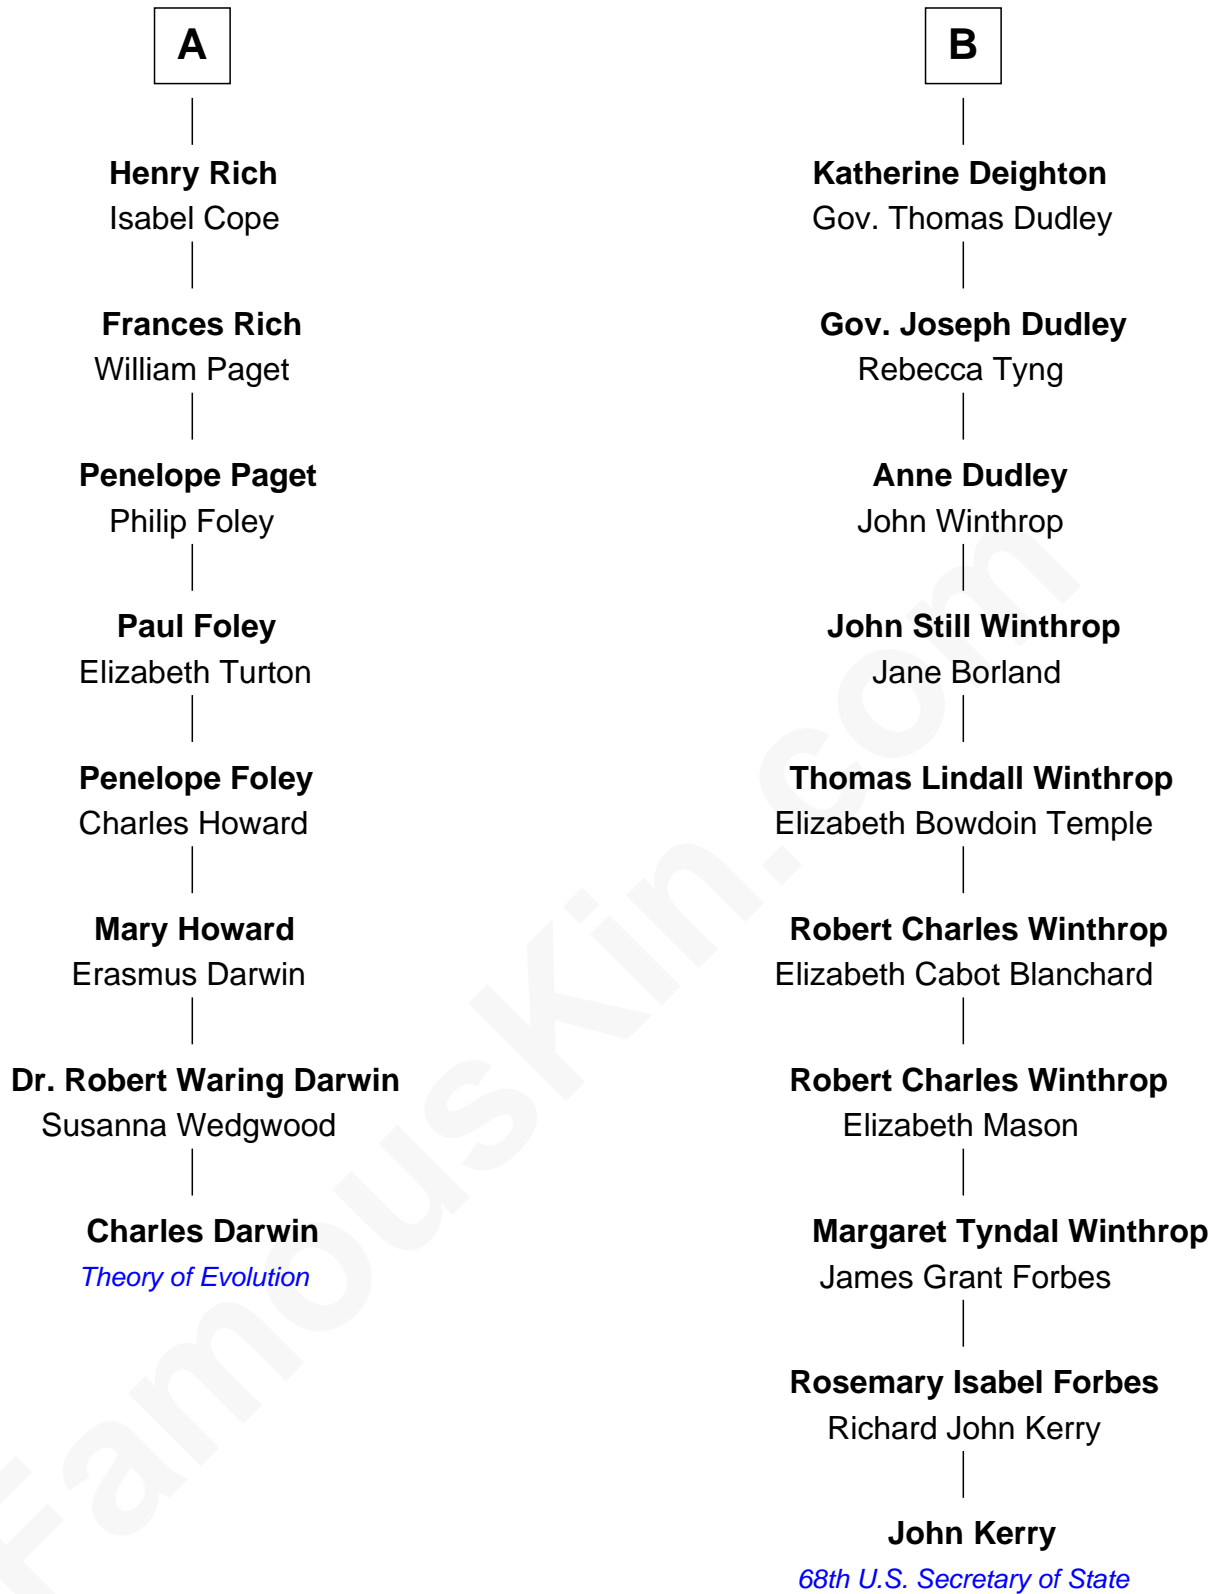 A
Henry Rich
Isabel Cope
Frances Rich
William Paget
Penelope Paget
Philip Foley
Paul Foley
Elizabeth Turton
Penelope Foley
Charles Howard
Mary Howard
Erasmus Darwin
Dr. Robert Waring Darwin
Susanna Wedgwood
Charles Darwin
Theory of Evolution
B
Katherine Deighton
Gov. Thomas Dudley
Gov. Joseph Dudley
Rebecca Tyng
Anne Dudley
John Winthrop
John Still Winthrop
Jane Borland
Thomas Lindall Winthrop
Elizabeth Bowdoin Temple
Robert Charles Winthrop
Elizabeth Cabot Blanchard
Robert Charles Winthrop
Elizabeth Mason
Margaret Tyndal Winthrop
James Grant Forbes
Rosemary Isabel Forbes
Richard John Kerry
John Kerry
68th U.S. Secretary of State
FamousKin.com